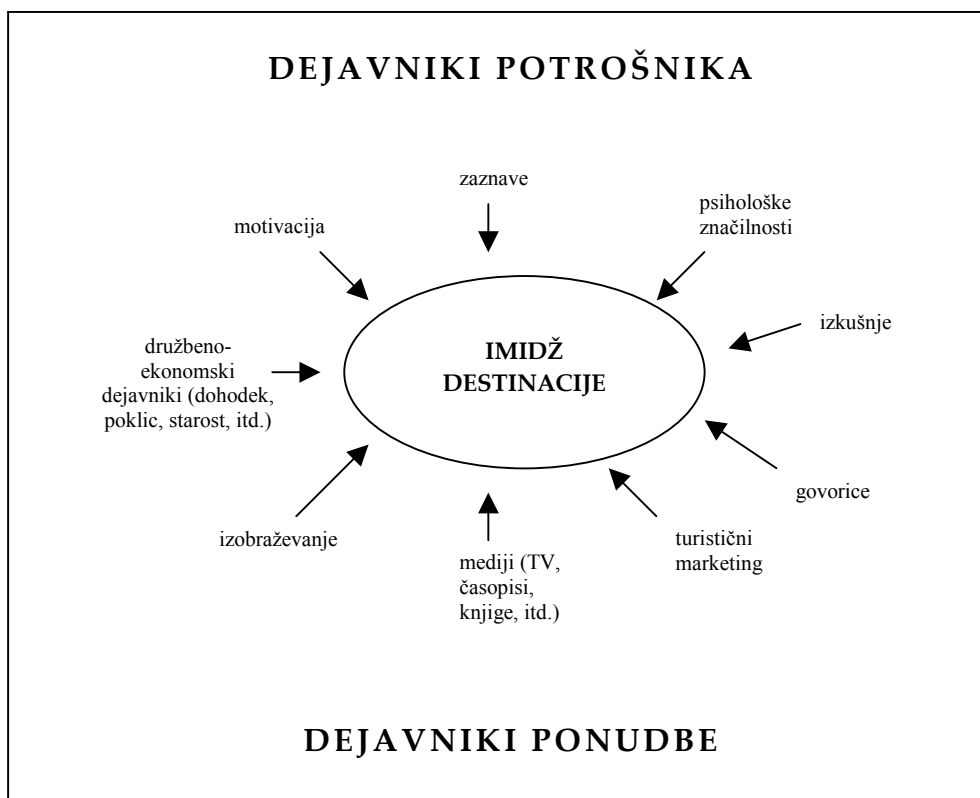 DEJAVNIKI POTROŠNIKA
zaznave
psihološke
značilnosti
motivacija
izkušnje
družbeno-
ekonomski
dejavniki (dohodek,
poklic, starost, itd.)
IMIDŽ
DESTINACIJE
govorice
izobraževanje
turistični
marketing
mediji (TV,
časopisi,
knjige, itd.)
DEJAVNIKI PONUDBE